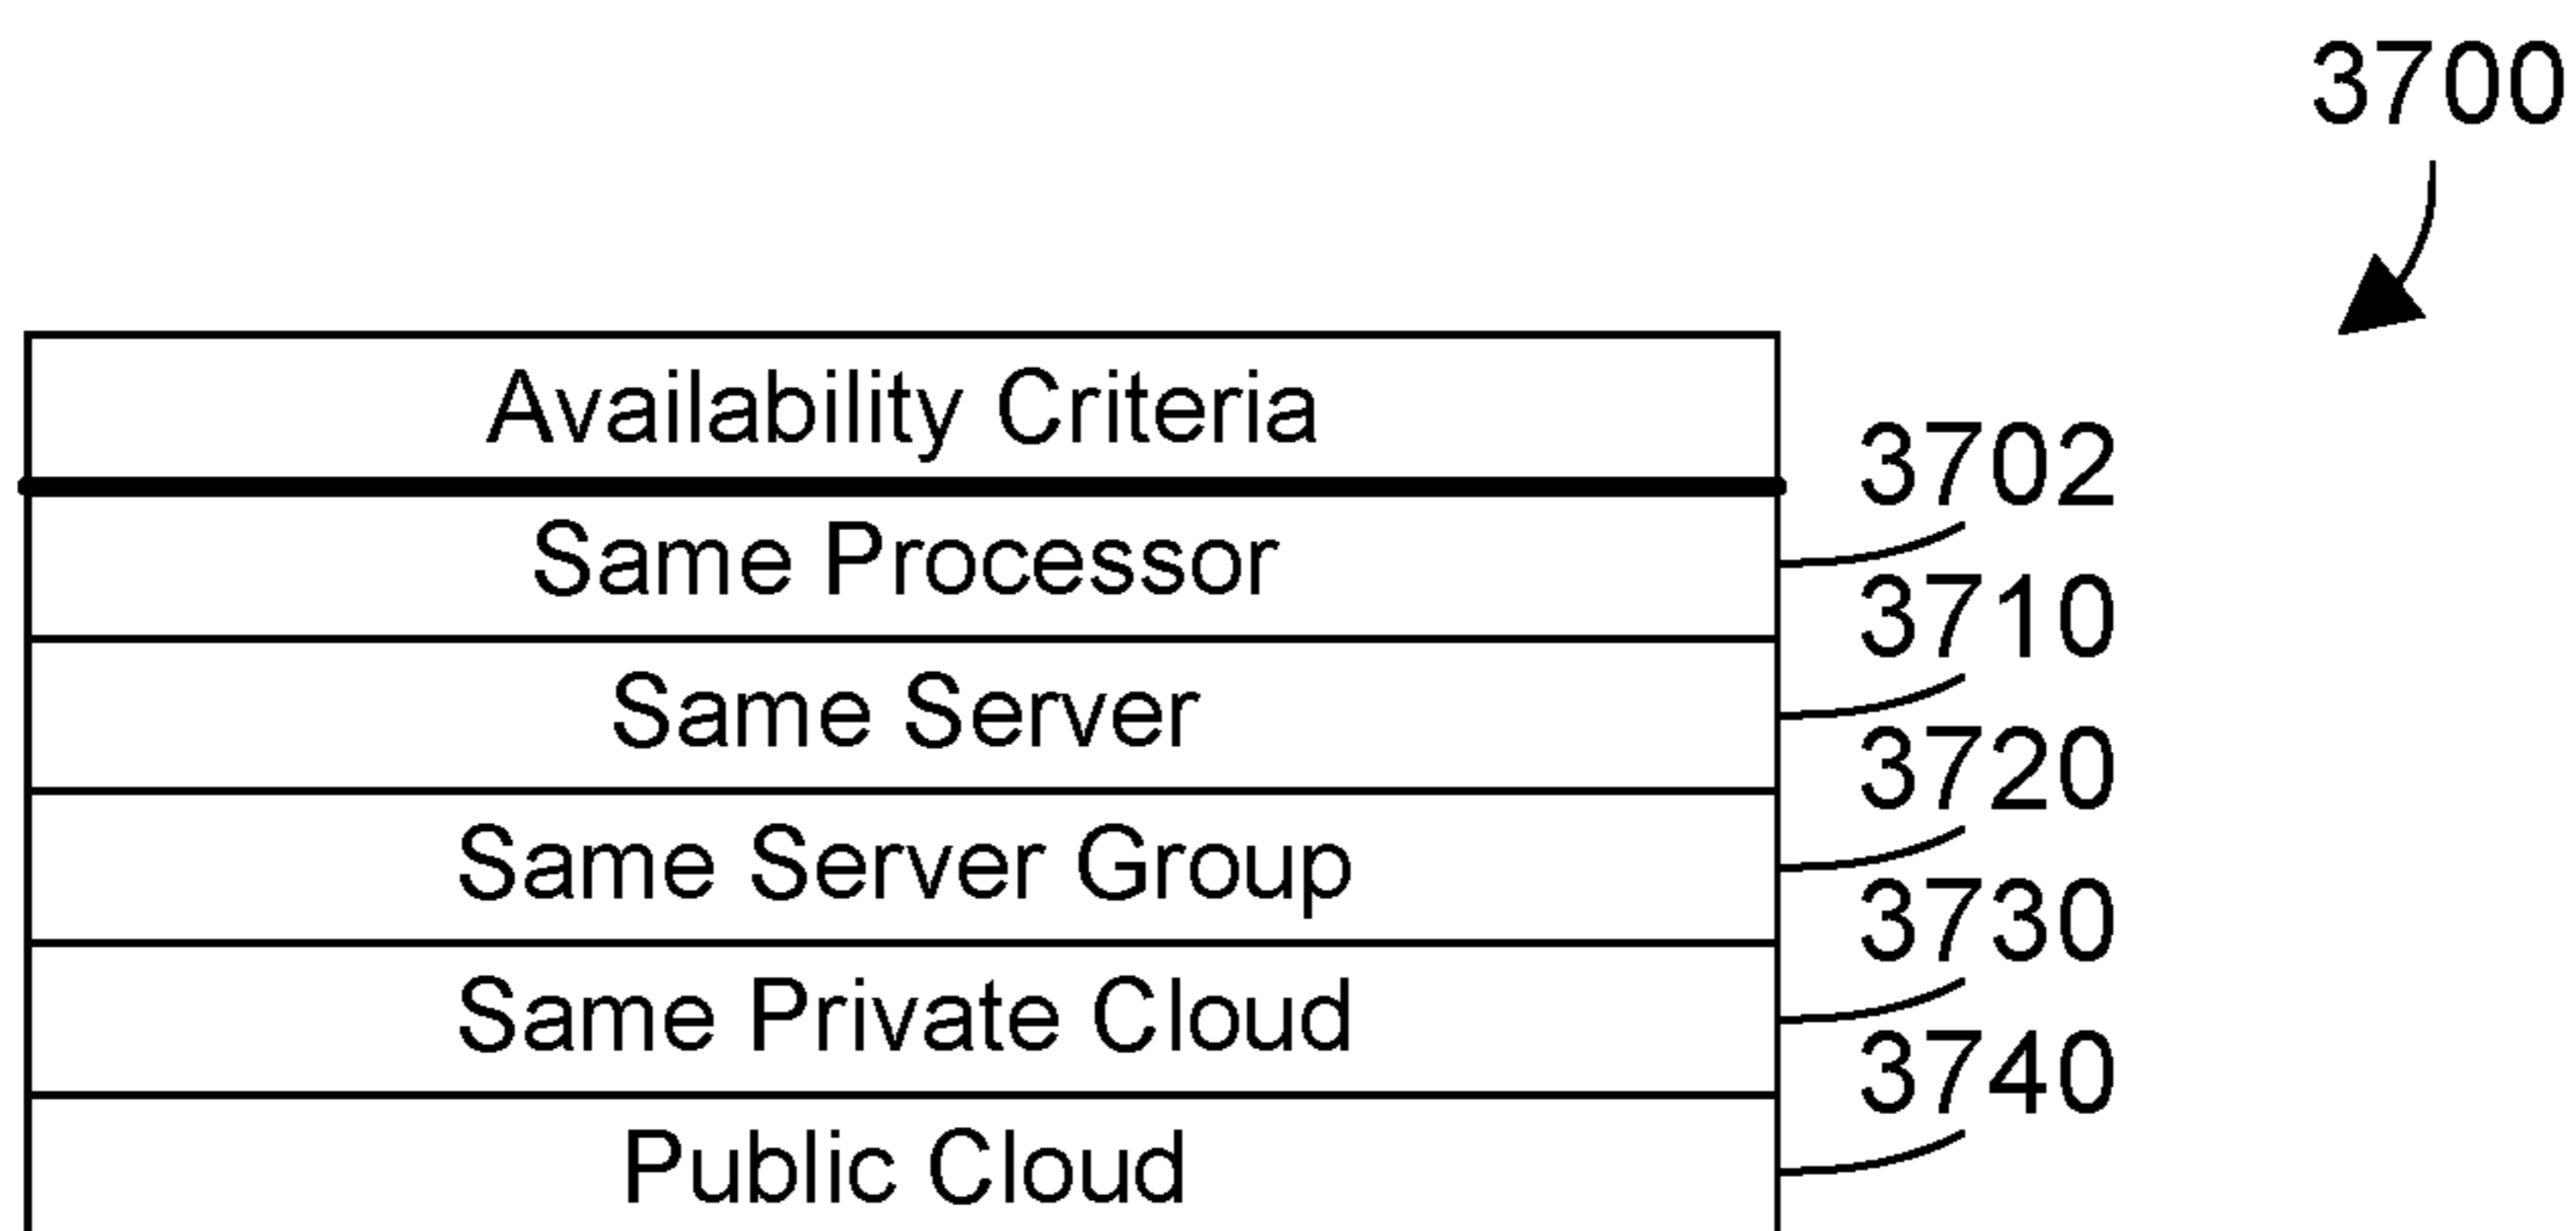 3700
Availability Criteria
3702
Same Processor
3710
Same Server
3720
Same Server Group
3730
Same Private Cloud
3740
Public Cloud